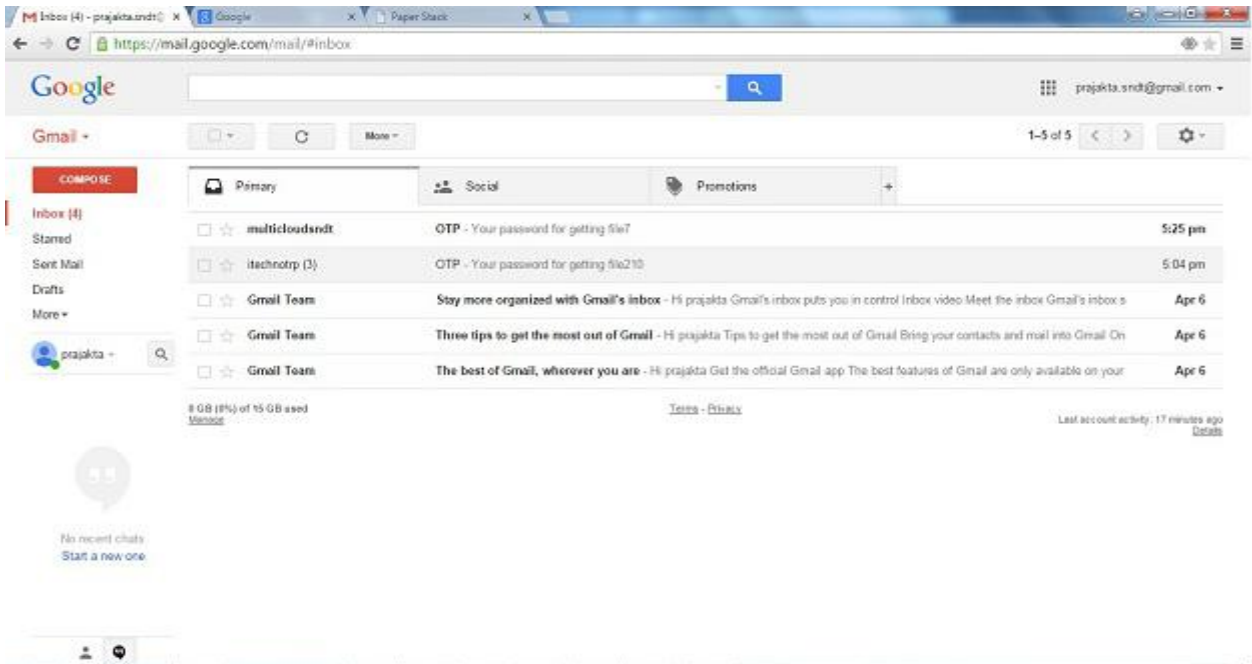 Inbox (4) - prajakta.sndt@ Google Paper Stack
https://mail.google.com/mail/#inbox
Google prajakta.sndt@gmail.com
Gmail More 1–5 of 5
COMPOSE Primary Social Promotions +
Inbox (4)
Starred
Sent Mail
Drafts
More
prajakta
multicloudsndt OTP - Your password for getting file7 5:25 pm
itechnotrp (3) OTP - Your password for getting file210 5:04 pm
Gmail Team Stay more organized with Gmail's inbox - Hi prajakta Gmail's inbox puts you in control Inbox video Meet the inbox Gmail's inbox s Apr 6
Gmail Team Three tips to get the most out of Gmail - Hi prajakta Tips to get the most out of Gmail Bring your contacts and mail into Gmail On Apr 6
Gmail Team The best of Gmail, wherever you are - Hi prajakta Get the official Gmail app The best features of Gmail are only available on your Apr 6
0 GB (0%) of 15 GB used Terms - Privacy
Manage Last account activity: 17 minutes ago
Details
No recent chats
Start a new one